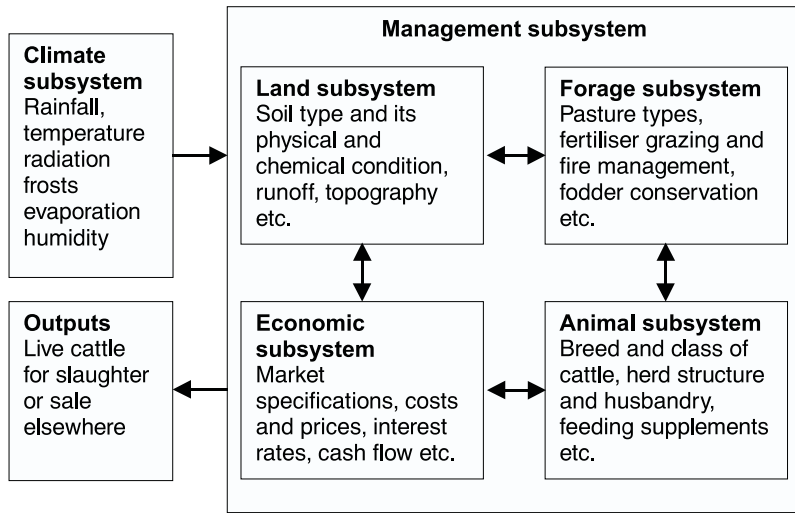 Management subsystem
Climate
subsystem
Rainfall,
temperature
radiation
frosts
evaporation
humidity
Land subsystem
Soil type and its
physical and
chemical condition,
runoff, topography
etc.
Forage subsystem
Pasture types,
fertiliser grazing and
fire management,
fodder conservation
etc.
Outputs
Live cattle
for slaughter
or sale
elsewhere
Economic
subsystem
Market
specifications, costs
and prices, interest
rates, cash flow etc.
Animal subsystem
Breed and class of
cattle, herd structure
and husbandry,
feeding supplements
etc.